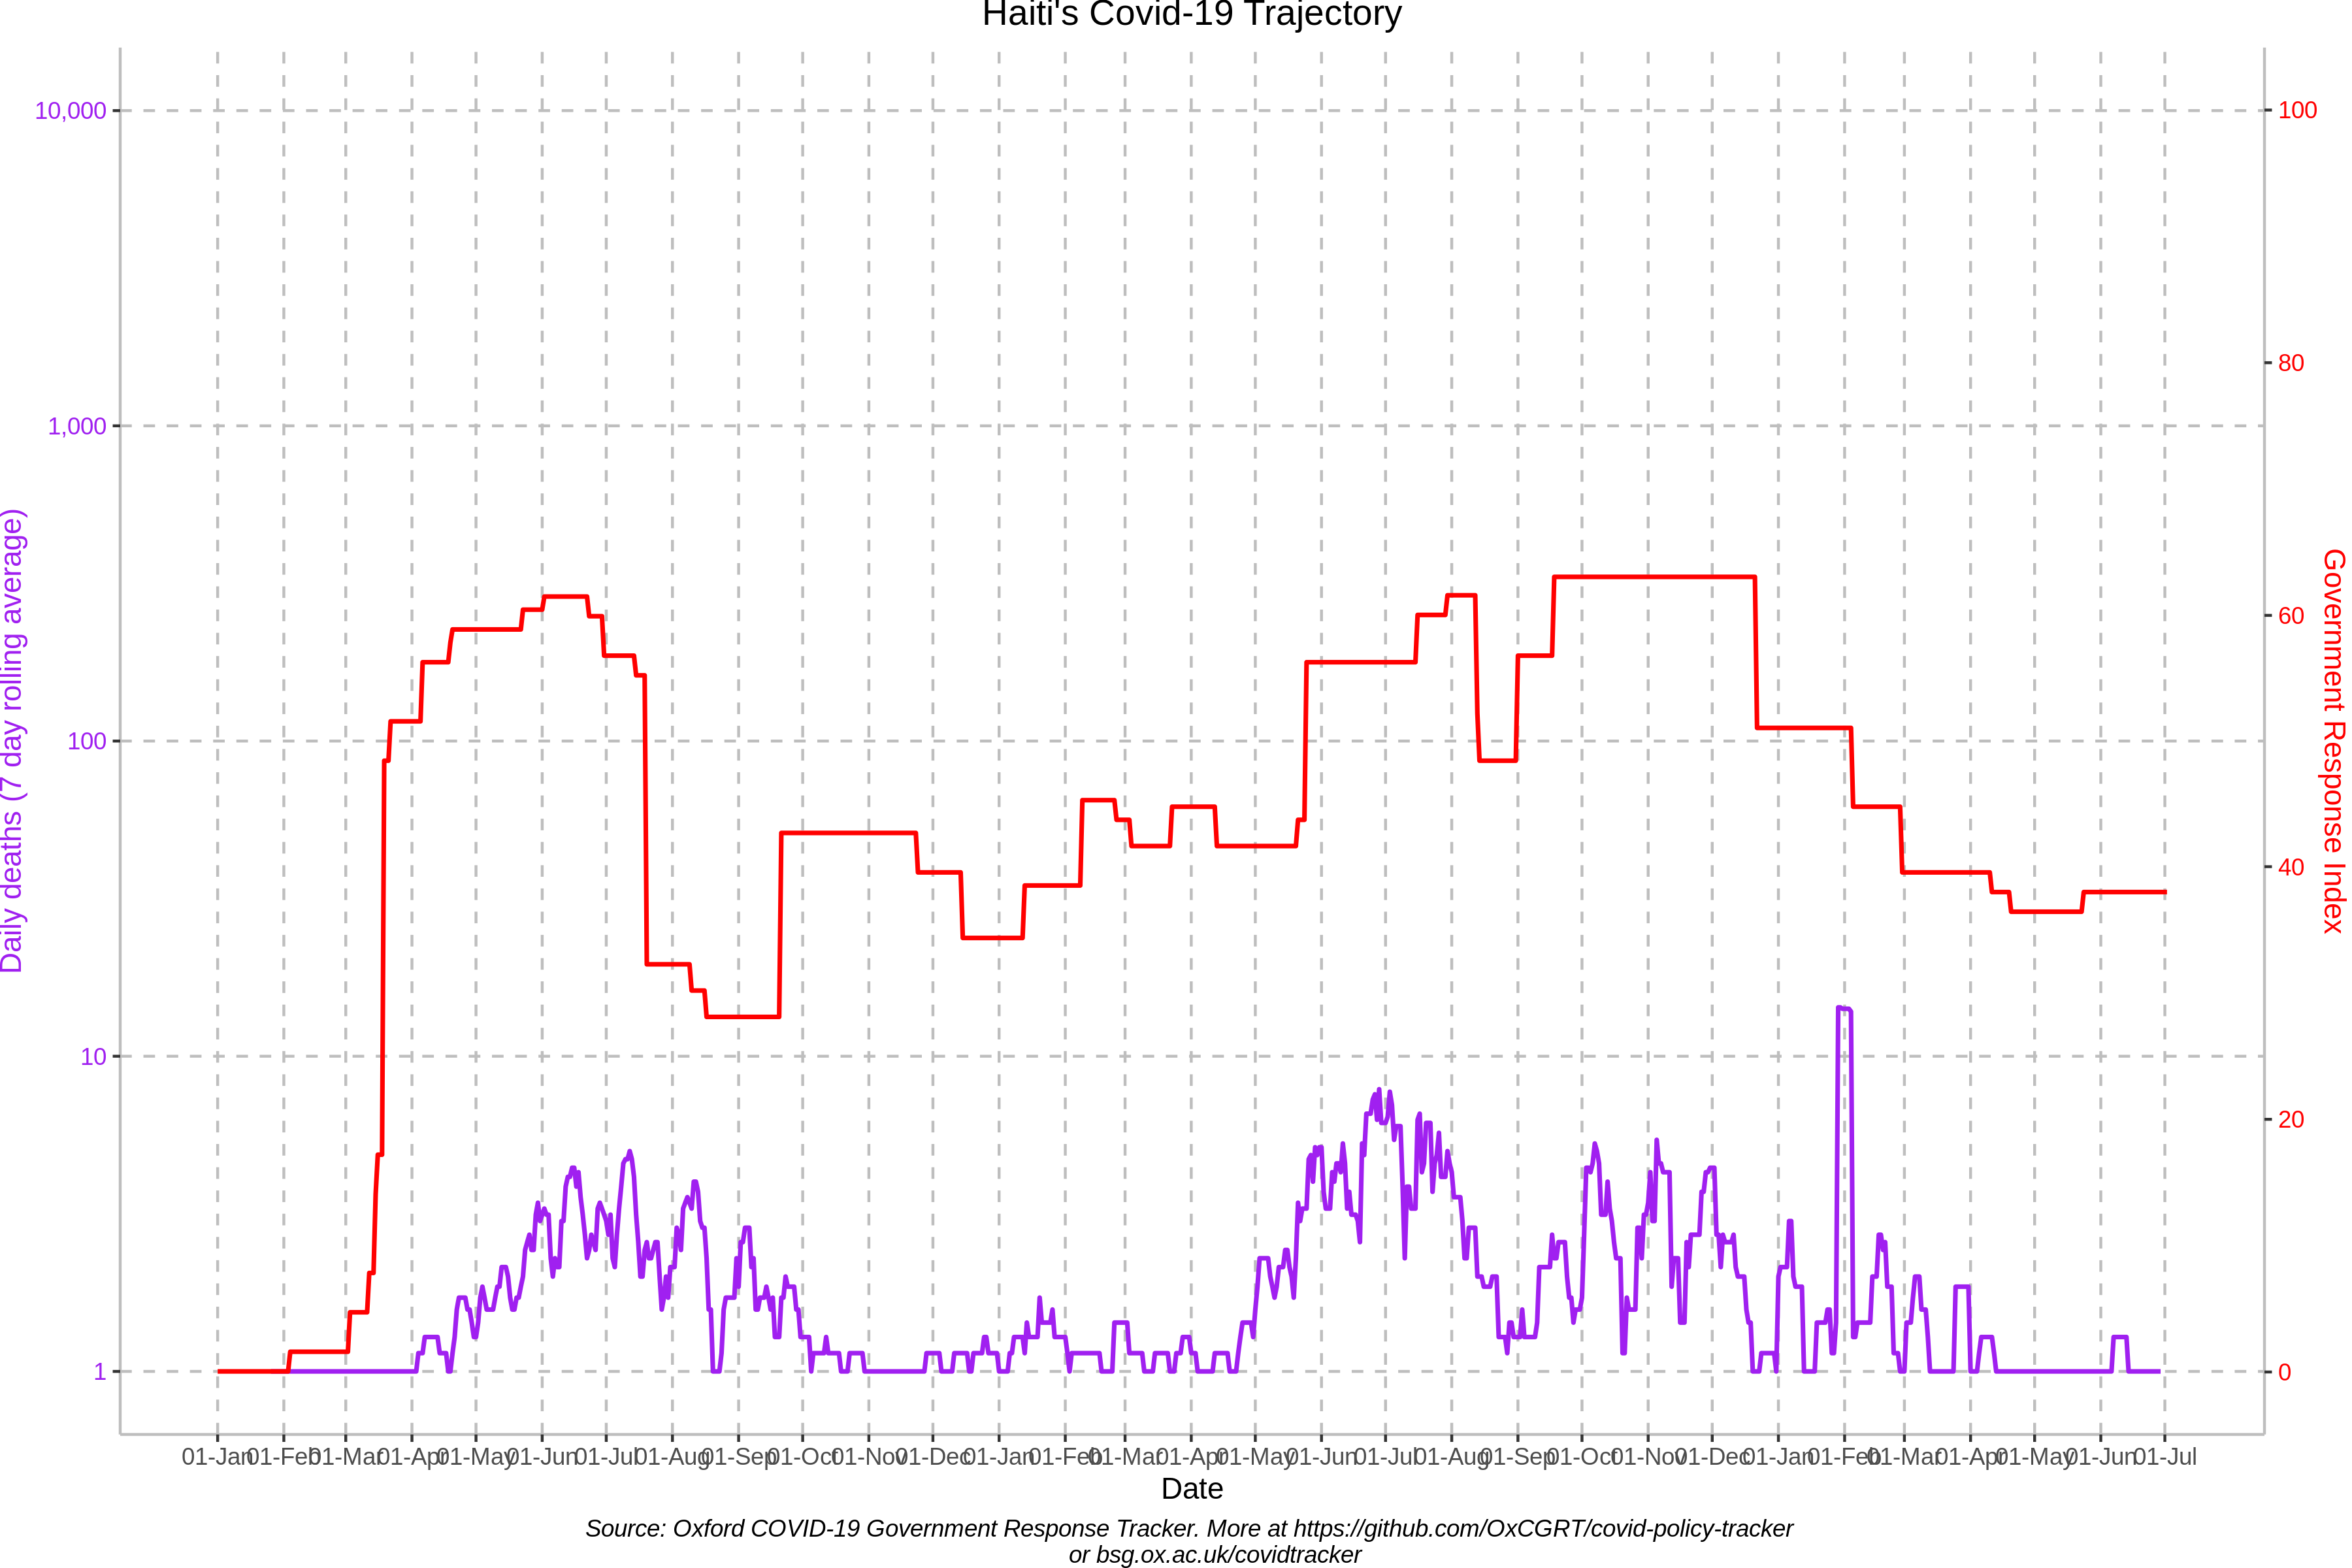 Haiti's Covid-19 Trajectory
10,000
1,000
100
10
1
Daily deaths (7 day rolling average)
100
80
60
40
20
0
Government Response Index
01-Jan 01-Feb 01-Mar 01-Apr 01-May 01-Jun 01-Jul 01-Aug 01-Sep 01-Oct 01-Nov 01-Dec 01-Jan 01-Feb 01-Mar 01-Apr 01-May 01-Jun 01-Jul 01-Aug 01-Sep 01-Oct 01-Nov 01-Dec 01-Jan 01-Feb 01-Mar 01-Apr 01-May 01-Jun 01-Jul
Date
Source: Oxford COVID-19 Government Response Tracker. More at https://github.com/OxCGRT/covid-policy-tracker
or bsg.ox.ac.uk/covidtracker